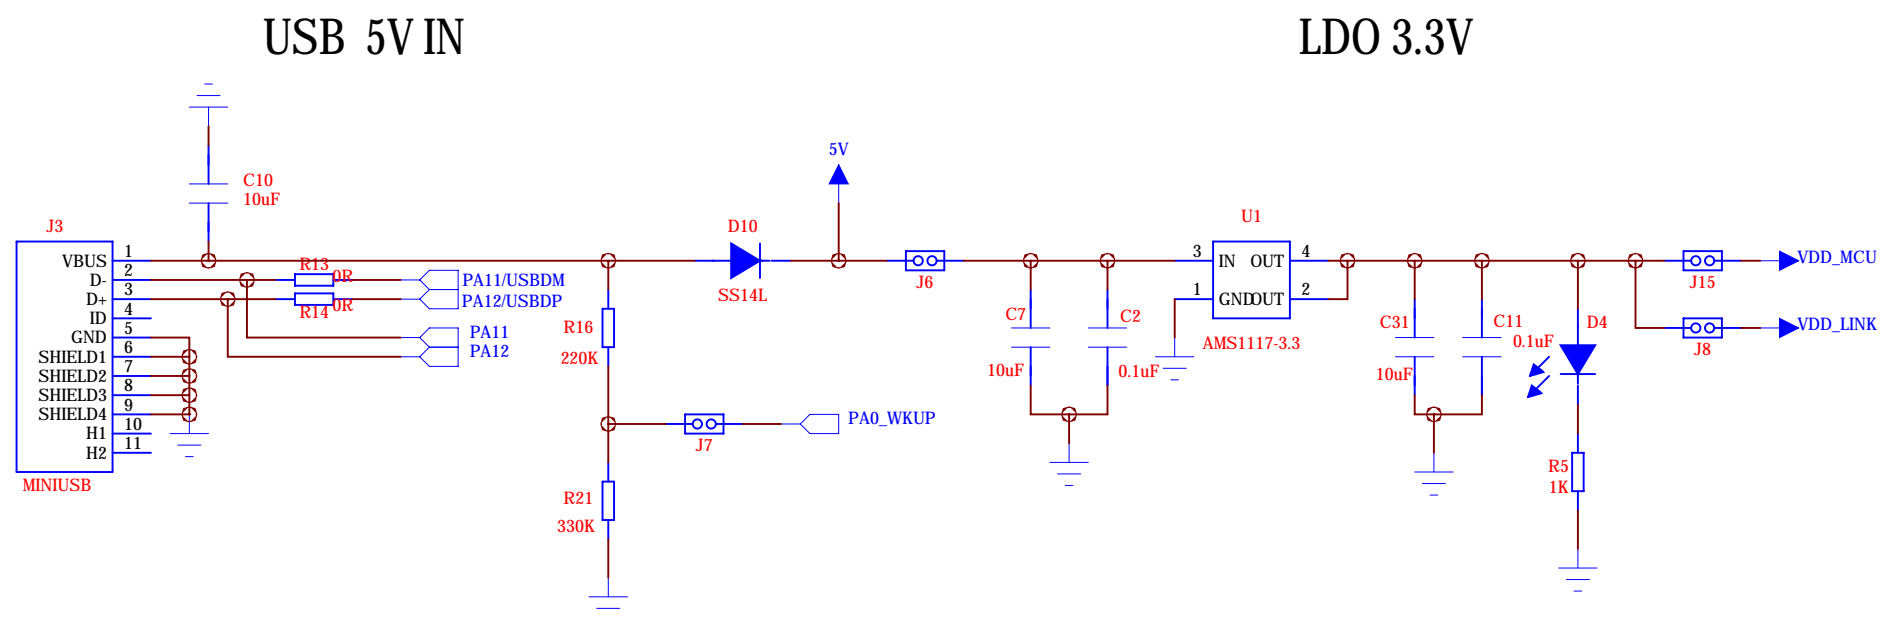 USB 5V IN
LDO 3.3V
5V
C10
10uF
J3
D10
U1
VBUS 1
D- 2
D+ 3
ID 4
GND 5
SHIELD1 6
SHIELD2 7
SHIELD3 8
SHIELD4 9
H1 10
H2 11
MINIUSB
R13
0R
R14
0R
PA11/USBDM
PA12/USBDP
PA11
PA12
SS14L
J6
R16
220K
J7
PA0_WKUP
R21
330K
C7
10uF
C2
0.1uF
3 IN OUT 4
1 GND OUT 2
AMS1117-3.3
C31
10uF
C11
0.1uF
D4
R5
1K
J15
VDD_MCU
J8
VDD_LINK